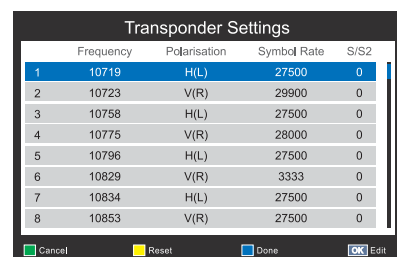 Transponder Settings
Frequency Polarisation Symbol Rate S/S2
1 10719 H(L) 27500 0
2 10723 V(R) 29900 0
3 10758 H(L) 27500 0
4 10775 V(R) 28000 0
5 10796 H(L) 27500 0
6 10829 V(R) 3333 0
7 10834 H(L) 27500 0
8 10853 V(R) 27500 0
Cancel Reset Done OK Edit